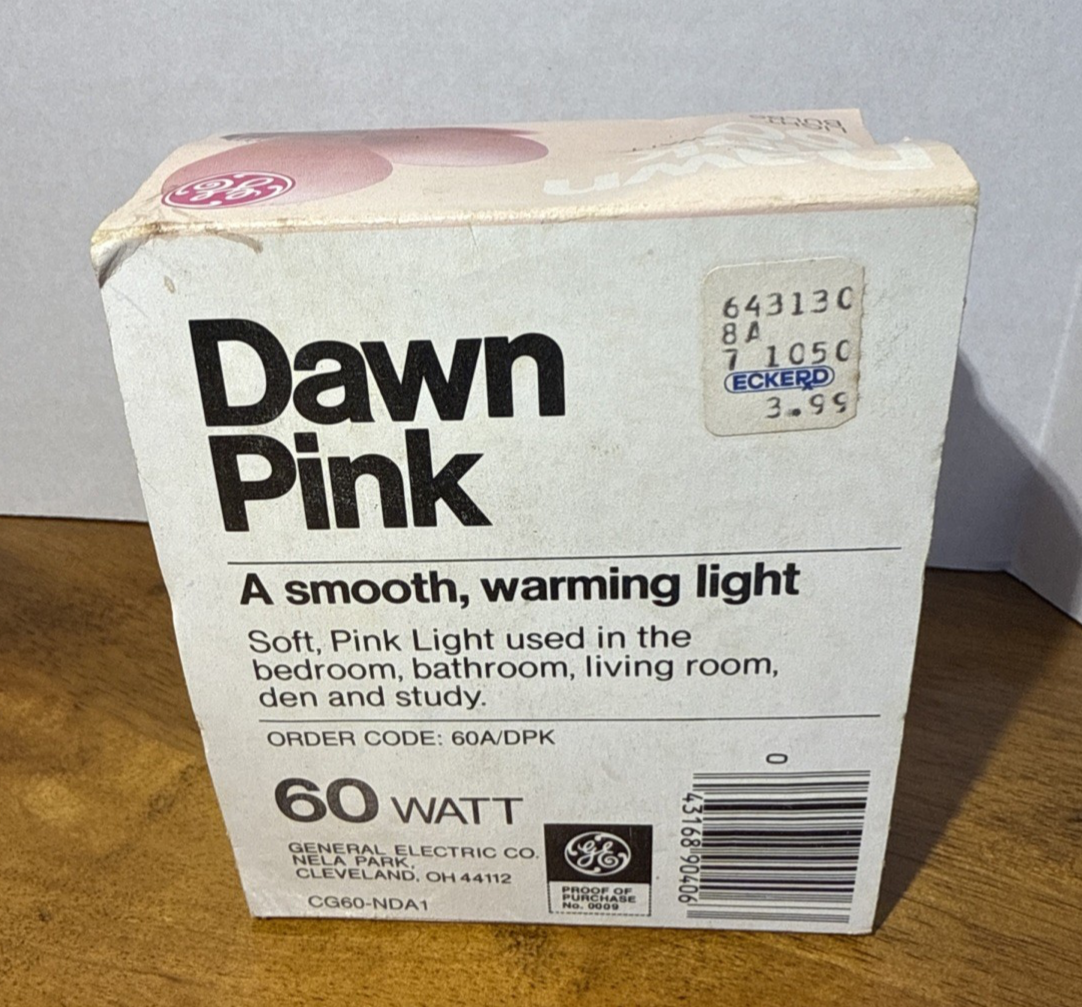 Dawn
Pink
643130
8A
7 1050
ECKERD
3.99
A smooth, warming light
Soft, Pink Light used in the
bedroom, bathroom, living room,
den and study.
ORDER CODE: 60A/DPK
60 WATT
GENERAL ELECTRIC CO.
NELA PARK,
CLEVELAND, OH 44112
CG60-NDA1
GE
PROOF OF
PURCHASE
No. 0009
0
43168 90406